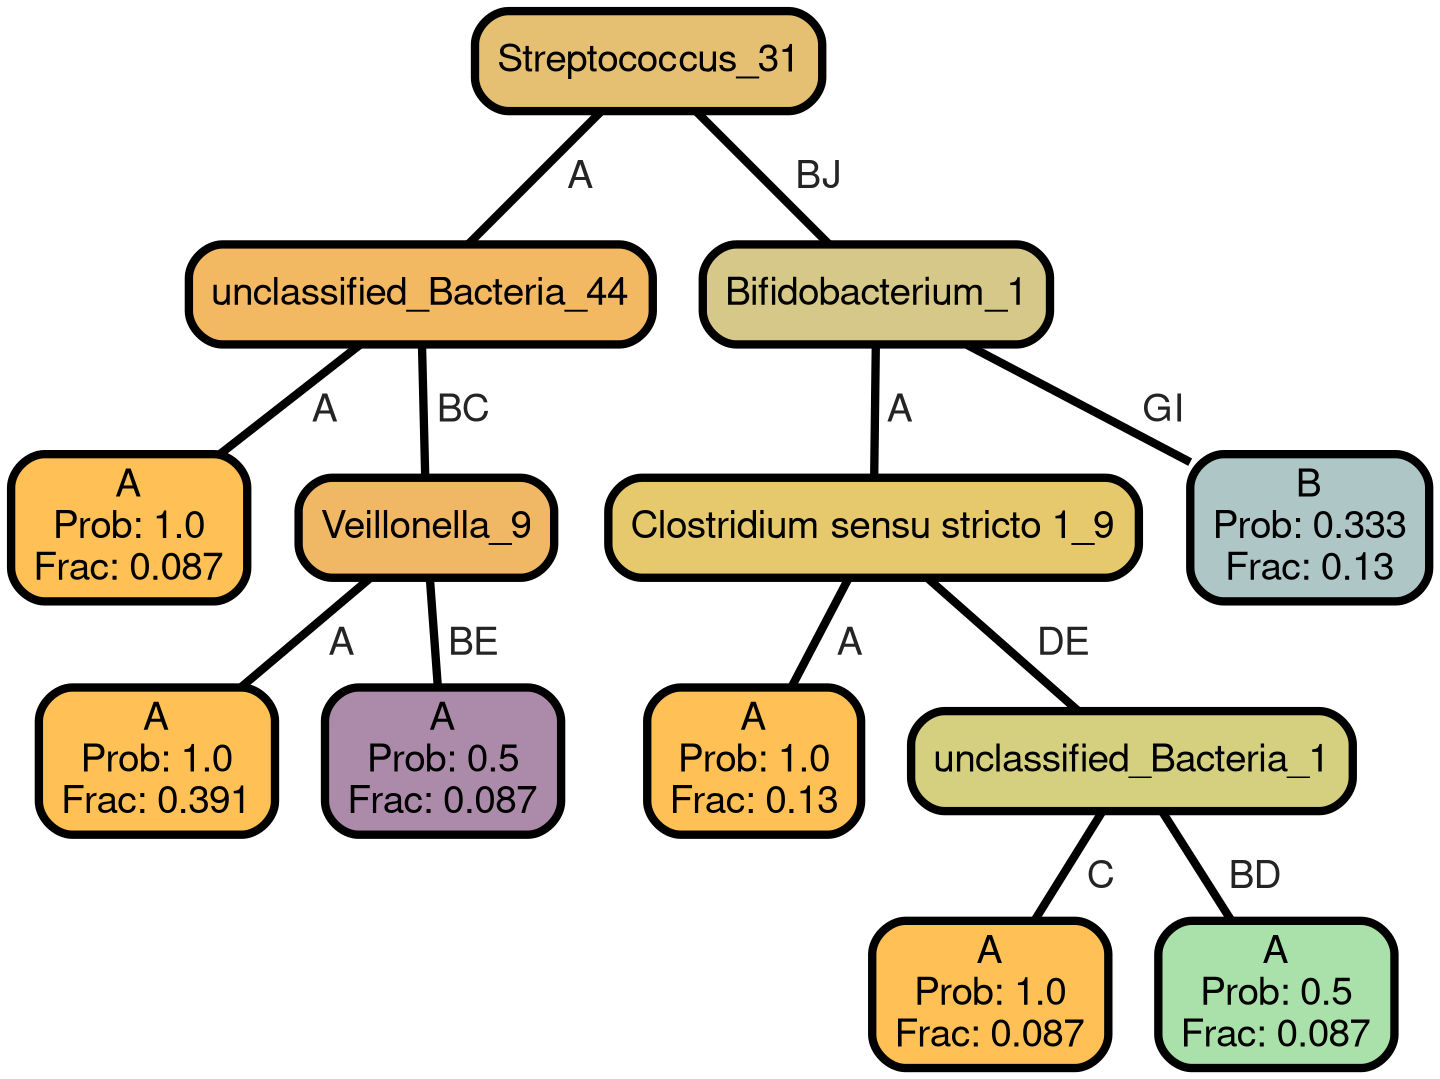 Streptococcus_31
A
BJ
unclassified_Bacteria_44
Bifidobacterium_1
A
BC
A
GI
A
Prob: 1.0
Frac: 0.087
Veillonella_9
Clostridium sensu stricto 1_9
B
Prob: 0.333
Frac: 0.13
A
BE
A
DE
A
Prob: 1.0
Frac: 0.391
A
Prob: 0.5
Frac: 0.087
A
Prob: 1.0
Frac: 0.13
unclassified_Bacteria_1
C
BD
A
Prob: 1.0
Frac: 0.087
A
Prob: 0.5
Frac: 0.087